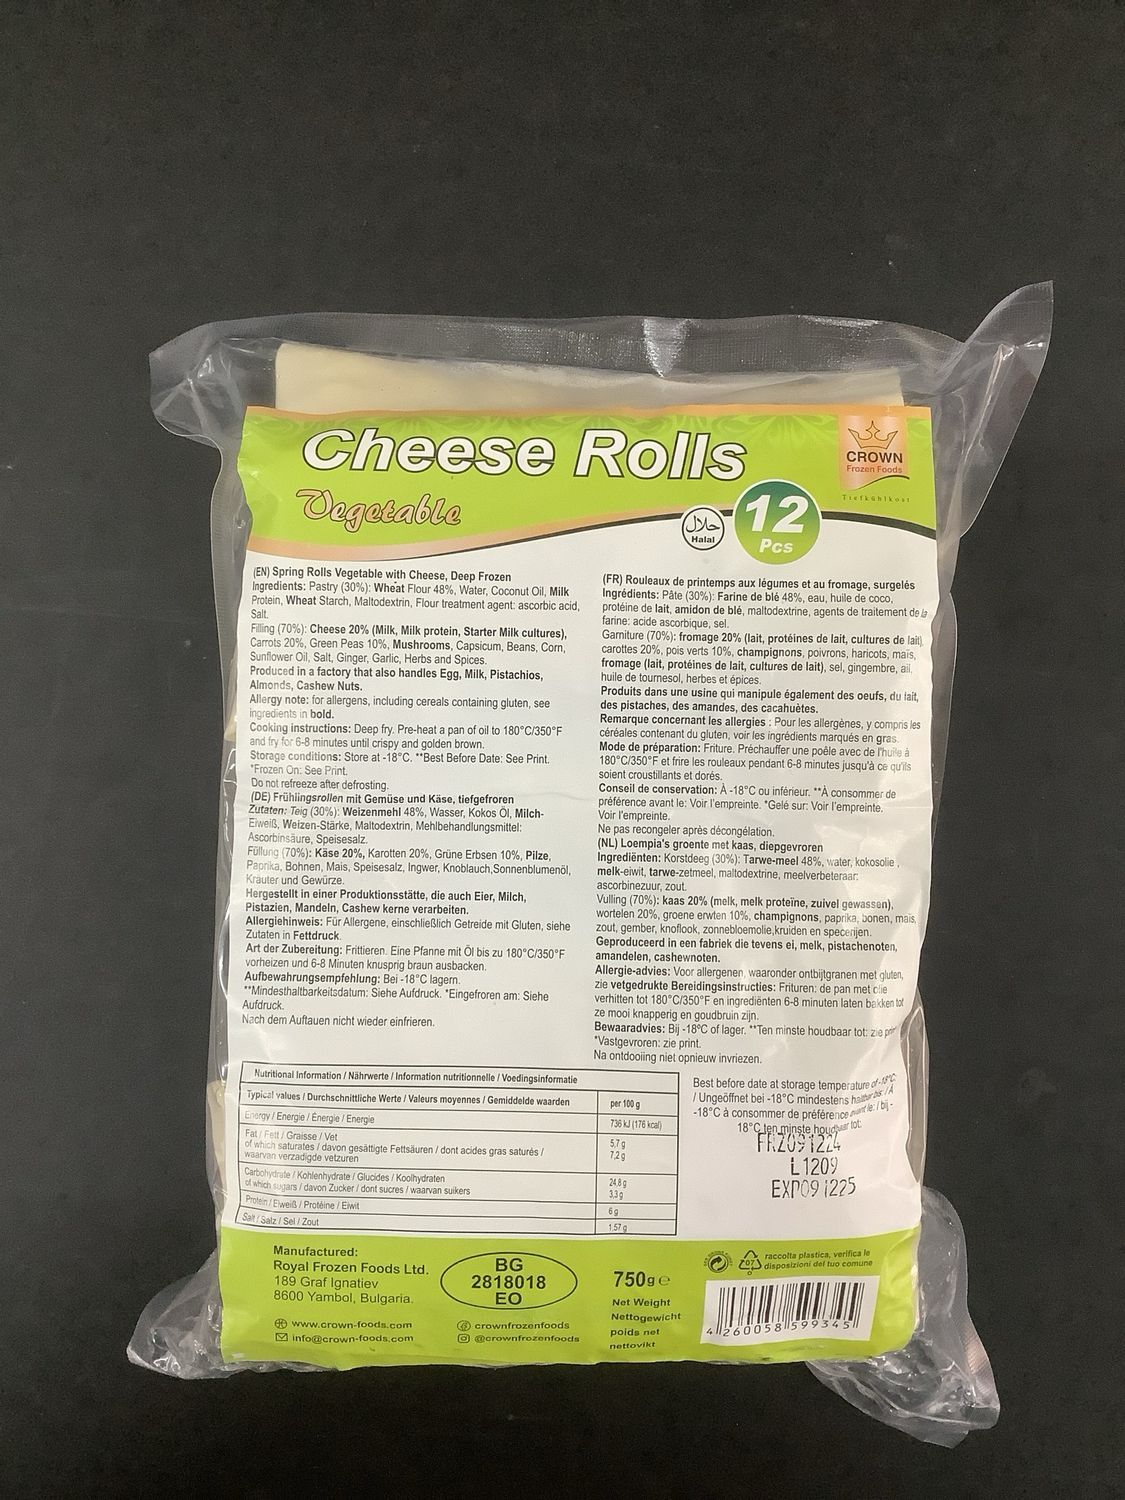 Cheese Rolls
Vegetable
CROWN
Frozen Foods
Tiefkühlkost
حلال
Halal
12
Pcs
(EN) Spring Rolls Vegetable with Cheese, Deep Frozen
Ingredients: Pastry (30%): Wheat Flour 48%, Water, Coconut Oil, Milk
Protein, Wheat Starch, Maltodextrin, Flour treatment agent: ascorbic acid,
Salt.
Filling (70%): Cheese 20% (Milk, Milk protein, Starter Milk cultures),
Carrots 20%, Green Peas 10%, Mushrooms, Capsicum, Beans, Corn,
Sunflower Oil, Salt, Ginger, Garlic, Herbs and Spices.
Produced in a factory that also handles Egg, Milk, Pistachios,
Almonds, Cashew Nuts.
Allergy note: for allergens, including cereals containing gluten, see
ingredients in bold.
Cooking instructions: Deep fry. Pre-heat a pan of oil to 180°C/350°F
and fry for 6-8 minutes until crispy and golden brown.
Storage conditions: Store at -18°C. **Best Before Date: See Print.
*Frozen On: See Print.
Do not refreeze after defrosting.
(DE) Frühlingsrollen mit Gemüse und Käse, tiefgefroren
Zutaten: Teig (30%): Weizenmehl 48%, Wasser, Kokos Öl, Milch-
Eiweiß, Weizen-Stärke, Maltodextrin, Mehlbehandlungsmittel:
Ascorbinsäure, Speisesalz.
Füllung (70%): Käse 20%, Karotten 20%, Grüne Erbsen 10%, Pilze,
Paprika, Bohnen, Mais, Speisesalz, Ingwer, Knoblauch,Sonnenblumenöl,
Kräuter und Gewürze.
Hergestellt in einer Produktionsstätte, die auch Eier, Milch,
Pistazien, Mandeln, Cashew kerne verarbeiten.
Allergiehinweis: Für Allergene, einschließlich Getreide mit Gluten, siehe
Zutaten in Fettdruck.
Art der Zubereitung: Frittieren. Eine Pfanne mit Öl bis zu 180°C/350°F
vorheizen und 6-8 Minuten knusprig braun ausbacken.
Aufbewahrungsempfehlung: Bei -18°C lagern.
**Mindesthaltbarkeitsdatum: Siehe Aufdruck. *Eingefroren am: Siehe
Aufdruck.
Nach dem Auftauen nicht wieder einfrieren.
(FR) Rouleaux de printemps aux légumes et au fromage, surgelés
Ingrédients: Pâte (30%): Farine de blé 48%, eau, huile de coco,
protéine de lait, amidon de blé, maltodextrine, agents de traitement de la
farine: acide ascorbique, sel.
Garniture (70%): fromage 20% (lait, protéines de lait, cultures de lait),
carottes 20%, pois verts 10%, champignons, poivrons, haricots, maïs,
fromage (lait, protéines de lait, cultures de lait), sel, gingembre, ail,
huile de tournesol, herbes et épices.
Produits dans une usine qui manipule également des oeufs, du lait,
des pistaches, des amandes, des cacahuètes.
Remarque concernant les allergies : Pour les allergènes, y compris les
céréales contenant du gluten, voir les ingrédients marqués en gras.
Mode de préparation: Friture. Préchauffer une poêle avec de l'huile à
180°C/350°F et frire les rouleaux pendant 6-8 minutes jusqu'à ce qu'ils
soient croustillants et dorés.
Conseil de conservation: À -18°C ou inférieur. **À consommer de
préférence avant le: Voir l'empreinte. *Gelé sur: Voir l'empreinte.
Voir l'empreinte.
Ne pas recongeler après décongélation.
(NL) Loempia's groente met kaas, diepgevroren
Ingrediënten: Korstdeeg (30%): Tarwe-meel 48%, water, kokosolie ,
melk-eiwit, tarwe-zetmeel, maltodextrine, meelverbeteraar:
ascorbinezuur, zout.
Vulling (70%): kaas 20% (melk, melk proteïne, zuivel gewassen),
wortelen 20%, groene erwten 10%, champignons, paprika, bonen, mais,
zout, gember, knoflook, zonnebloemolie,kruiden en specerijen.
Geproduceerd in een fabriek die tevens ei, melk, pistachenoten,
amandelen, cashewnoten.
Allergie-advies: Voor allergenen, waaronder ontbijtgranen met gluten,
zie vetgedrukte Bereidingsinstructies: Frituren: de pan met olie
verhitten tot 180°C/350°F en ingrediënten 6-8 minuten laten bakken tot
ze mooi knapperig en goudbruin zijn.
Bewaaradvies: Bij -18°C of lager. **Ten minste houdbaar tot: zie
*Vastgevroren: zie print.
Na ontdooiing niet opnieuw invriezen.
Nutritional Information / Nährwerte / Information nutritionnelle / Voedingsinformatie
Typical values / Durchschnittliche Werte / Valeurs moyennes / Gemiddelde waarden per 100 g
Energy / Energie / Énergie / Energie 736 kJ (176 kcal)
Fat / Fett / Graisse / Vet 5,7 g
of which saturates / davon gesättigte Fettsäuren / dont acides gras saturés / 7,2 g
waarvan verzadigde vetzuren
Carbohydrate / Kohlenhydrate / Glucides / Koolhydraten 24,8 g
of which sugars / davon Zucker / dont sucres / waarvan suikers 3,3 g
Protein / Eiweiß / Protéine / Eiwit 6 g
Salt / Salz / Sel / Zout 1.57 g
Best before date at storage temperature of -18°C:
/ Ungeöffnet bei -18°C mindestens haltbar bis: / À
-18°C à consommer de préférence avant le: / bij -
18°C ten minste houdbaar tot:
FRZ091224
L1209
EXP091225
Manufactured:
Royal Frozen Foods Ltd.
189 Graf Ignatiev
8600 Yambol, Bulgaria.
www.crown-foods.com
info@crown-foods.com
BG
2818018
EO
crownfrozenfoods
@crownfrozenfoods
750g e
Net Weight
Nettogewicht
poids net
nettovikt
07
raccolta plastica, verifica le
disposizioni del tuo comune
4 260058 599345